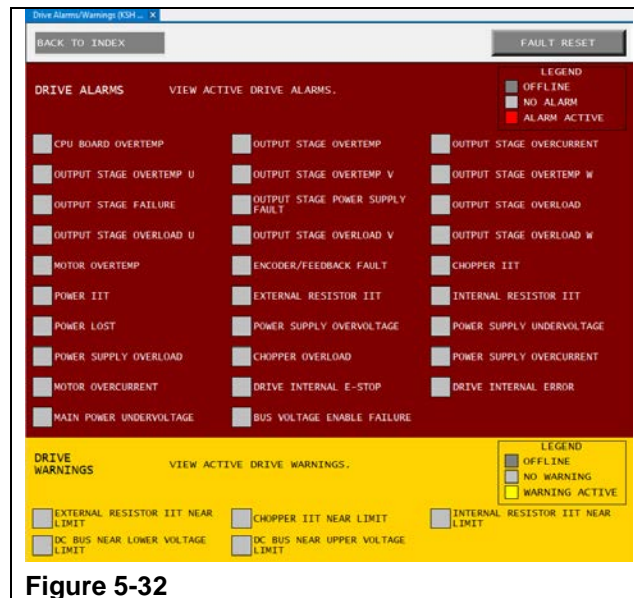 Drive Alarms/Warnings (KSH ... X
BACK TO INDEX
FAULT RESET
DRIVE ALARMS
VIEW ACTIVE DRIVE ALARMS.
LEGEND
OFFLINE
NO ALARM
ALARM ACTIVE
CPU BOARD OVERTEMP
OUTPUT STAGE OVERTEMP
OUTPUT STAGE OVERCURRENT
OUTPUT STAGE OVERTEMP U
OUTPUT STAGE OVERTEMP V
OUTPUT STAGE OVERTEMP W
OUTPUT STAGE FAILURE
OUTPUT STAGE POWER SUPPLY
FAULT
OUTPUT STAGE OVERLOAD
OUTPUT STAGE OVERLOAD U
OUTPUT STAGE OVERLOAD V
OUTPUT STAGE OVERLOAD W
MOTOR OVERTEMP
ENCODER/FEEDBACK FAULT
CHOPPER IIT
POWER IIT
EXTERNAL RESISTOR IIT
INTERNAL RESISTOR IIT
POWER LOST
POWER SUPPLY OVERVOLTAGE
POWER SUPPLY UNDERVOLTAGE
POWER SUPPLY OVERLOAD
CHOPPER OVERLOAD
POWER SUPPLY OVERCURRENT
MOTOR OVERCURRENT
DRIVE INTERNAL E-STOP
DRIVE INTERNAL ERROR
MAIN POWER UNDERVOLTAGE
BUS VOLTAGE ENABLE FAILURE
DRIVE
WARNINGS
VIEW ACTIVE DRIVE WARNINGS.
LEGEND
OFFLINE
NO WARNING
WARNING ACTIVE
EXTERNAL RESISTOR IIT NEAR
LIMIT
CHOPPER IIT NEAR LIMIT
INTERNAL RESISTOR IIT NEAR
LIMIT
DC BUS NEAR LOWER VOLTAGE
LIMIT
DC BUS NEAR UPPER VOLTAGE
LIMIT
Figure 5-32